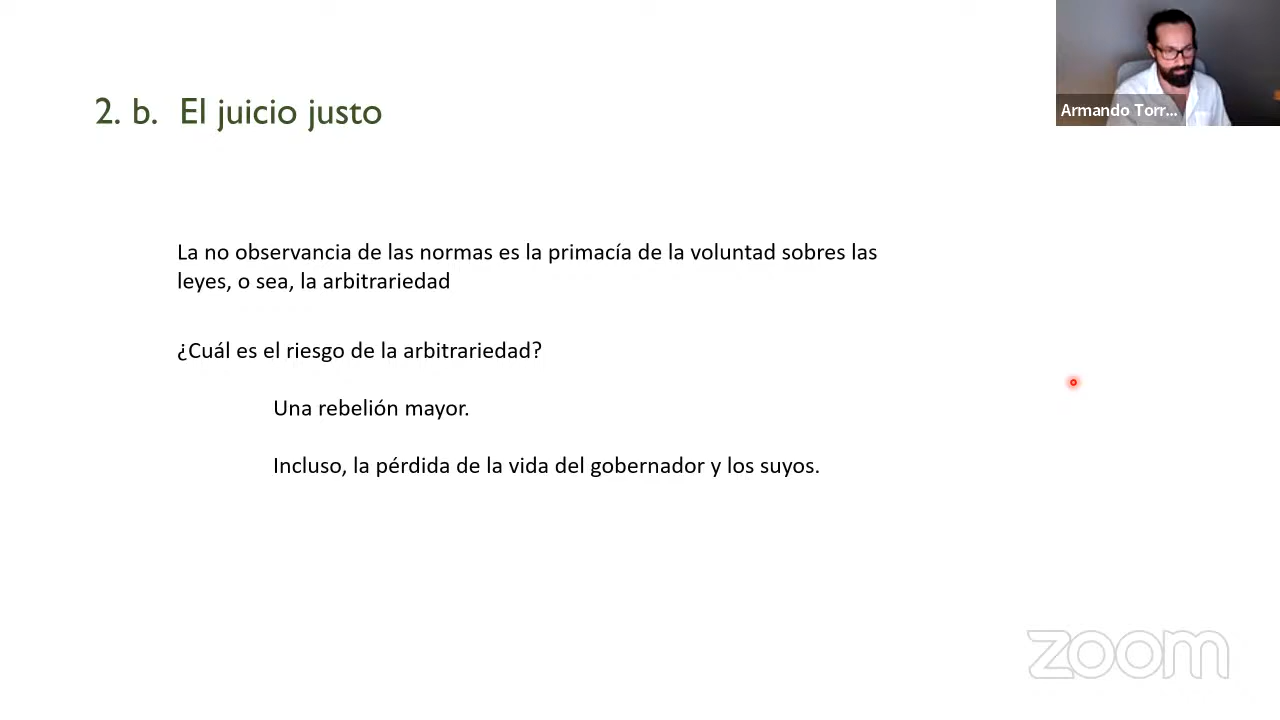 2. b. El juicio justo
Armando Torr...
La no observancia de las normas es la primacía de la voluntad sobres las
leyes, o sea, la arbitrariedad
¿Cuál es el riesgo de la arbitrariedad?
Una rebelión mayor.
Incluso, la pérdida de la vida del gobernador y los suyos.
zoom